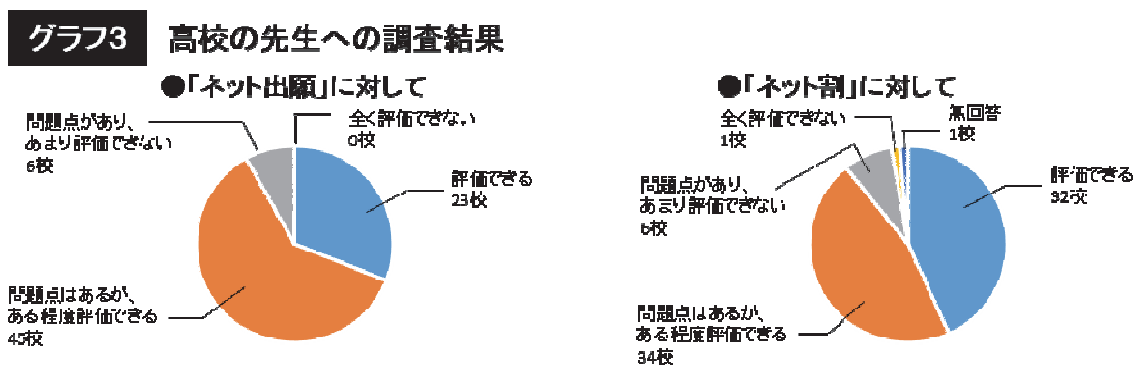 グラフ3
高校の先生への調査結果
●「ネット出願」に対して
問題点があり、
あまり評価できない
6校
全く評価できない
0校
評価できる
23校
問題点はあるが、
ある程度評価できる
45校
●「ネット割」に対して
全く評価できない
1校
無回答
1校
問題点があり、
あまり評価できない
6校
評価できる
32校
問題点はあるが、
ある程度評価できる
34校